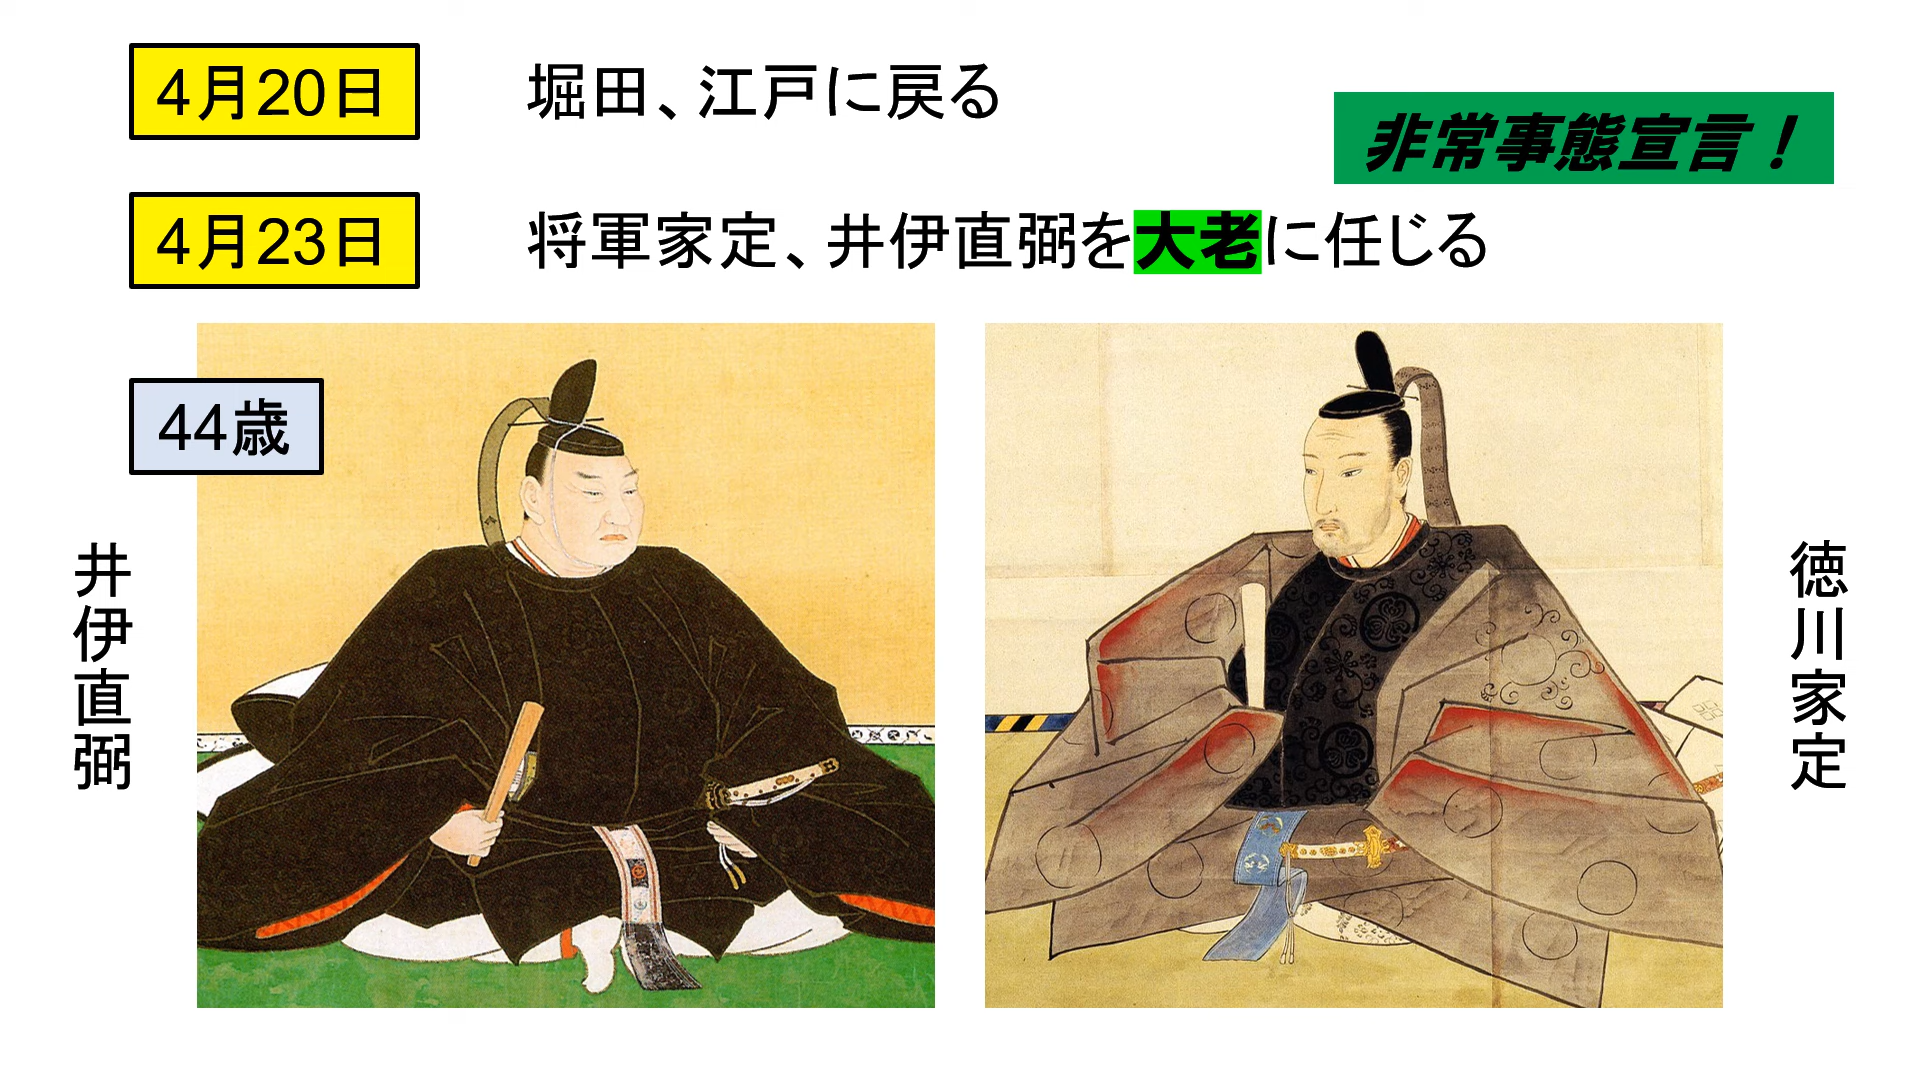 4月20日
堀田、江戸に戻る
非常事態宣言！
4月23日
将軍家定、井伊直弼を大老に任じる
44歳
井伊直弼
徳川家定